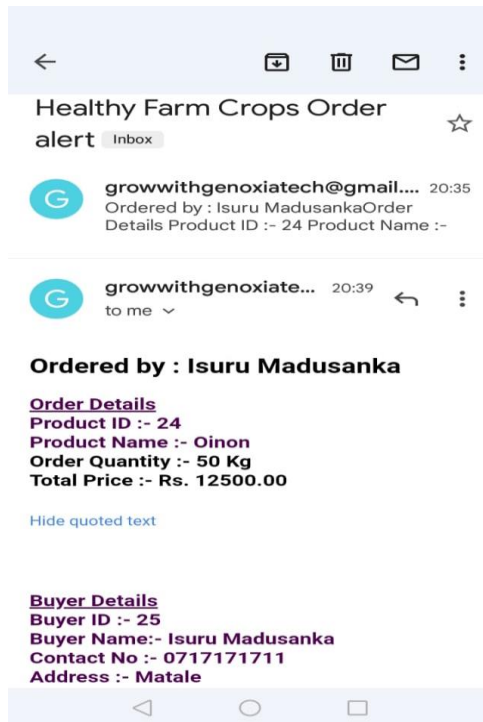 Healthy Farm Crops Order
alert Inbox
G
growwithgenoxiatech@gmail.... 20:35
Ordered by : Isuru MadusankaOrder
Details Product ID :- 24 Product Name :-
G
growwithgenoxiate... 20:39
to me
Ordered by : Isuru Madusanka
Order Details
Product ID :- 24
Product Name :- Oinon
Order Quantity :- 50 Kg
Total Price :- Rs. 12500.00
Hide quoted text
Buyer Details
Buyer ID :- 25
Buyer Name:- Isuru Madusanka
Contact No :- 0717171711
Address :- Matale